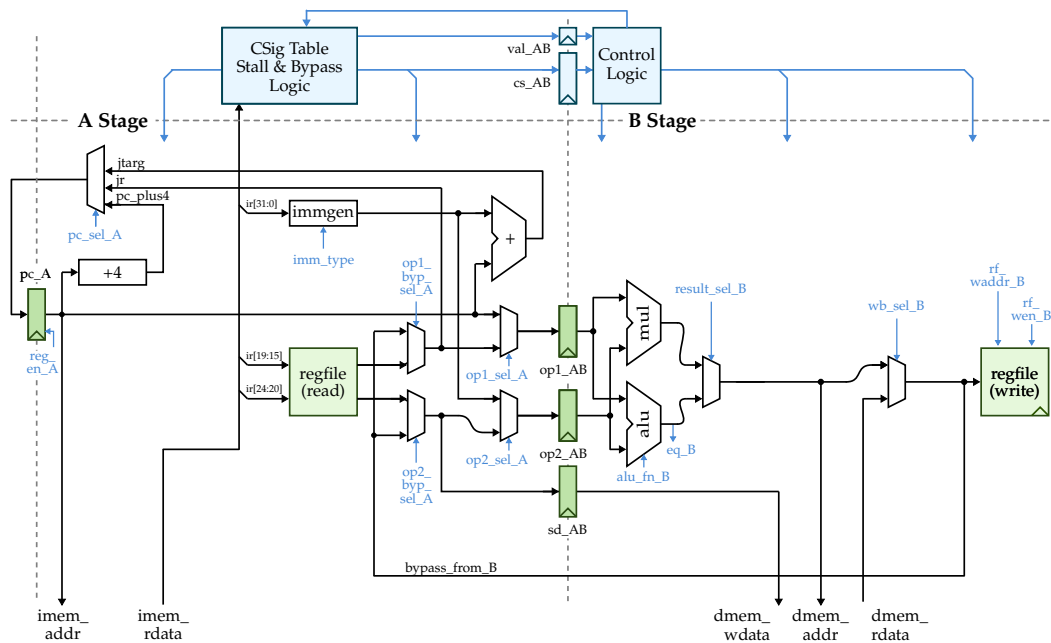 CSig Table
Stall & Bypass
Logic
val_AB
cs_AB
Control
Logic
A Stage
B Stage
jtarg
jr
pc_plus4
pc_sel_A
ir[31:0]
immgen
imm_type
+
pc_A
+4
reg_
en_A
op1_
byp_
sel_A
ir[19:15]
ir[24:20]
regfile
(read)
op1_sel_A
op1_AB
op2_
byp_
sel_A
op2_sel_A
op2_AB
sd_AB
mul
alu
alu_fn_B
eq_B
result_sel_B
wb_sel_B
rf_
waddr_B
rf_
wen_B
regfile
(write)
bypass_from_B
imem_
addr
imem_
rdata
dmem_
wdata
dmem_
addr
dmem_
rdata